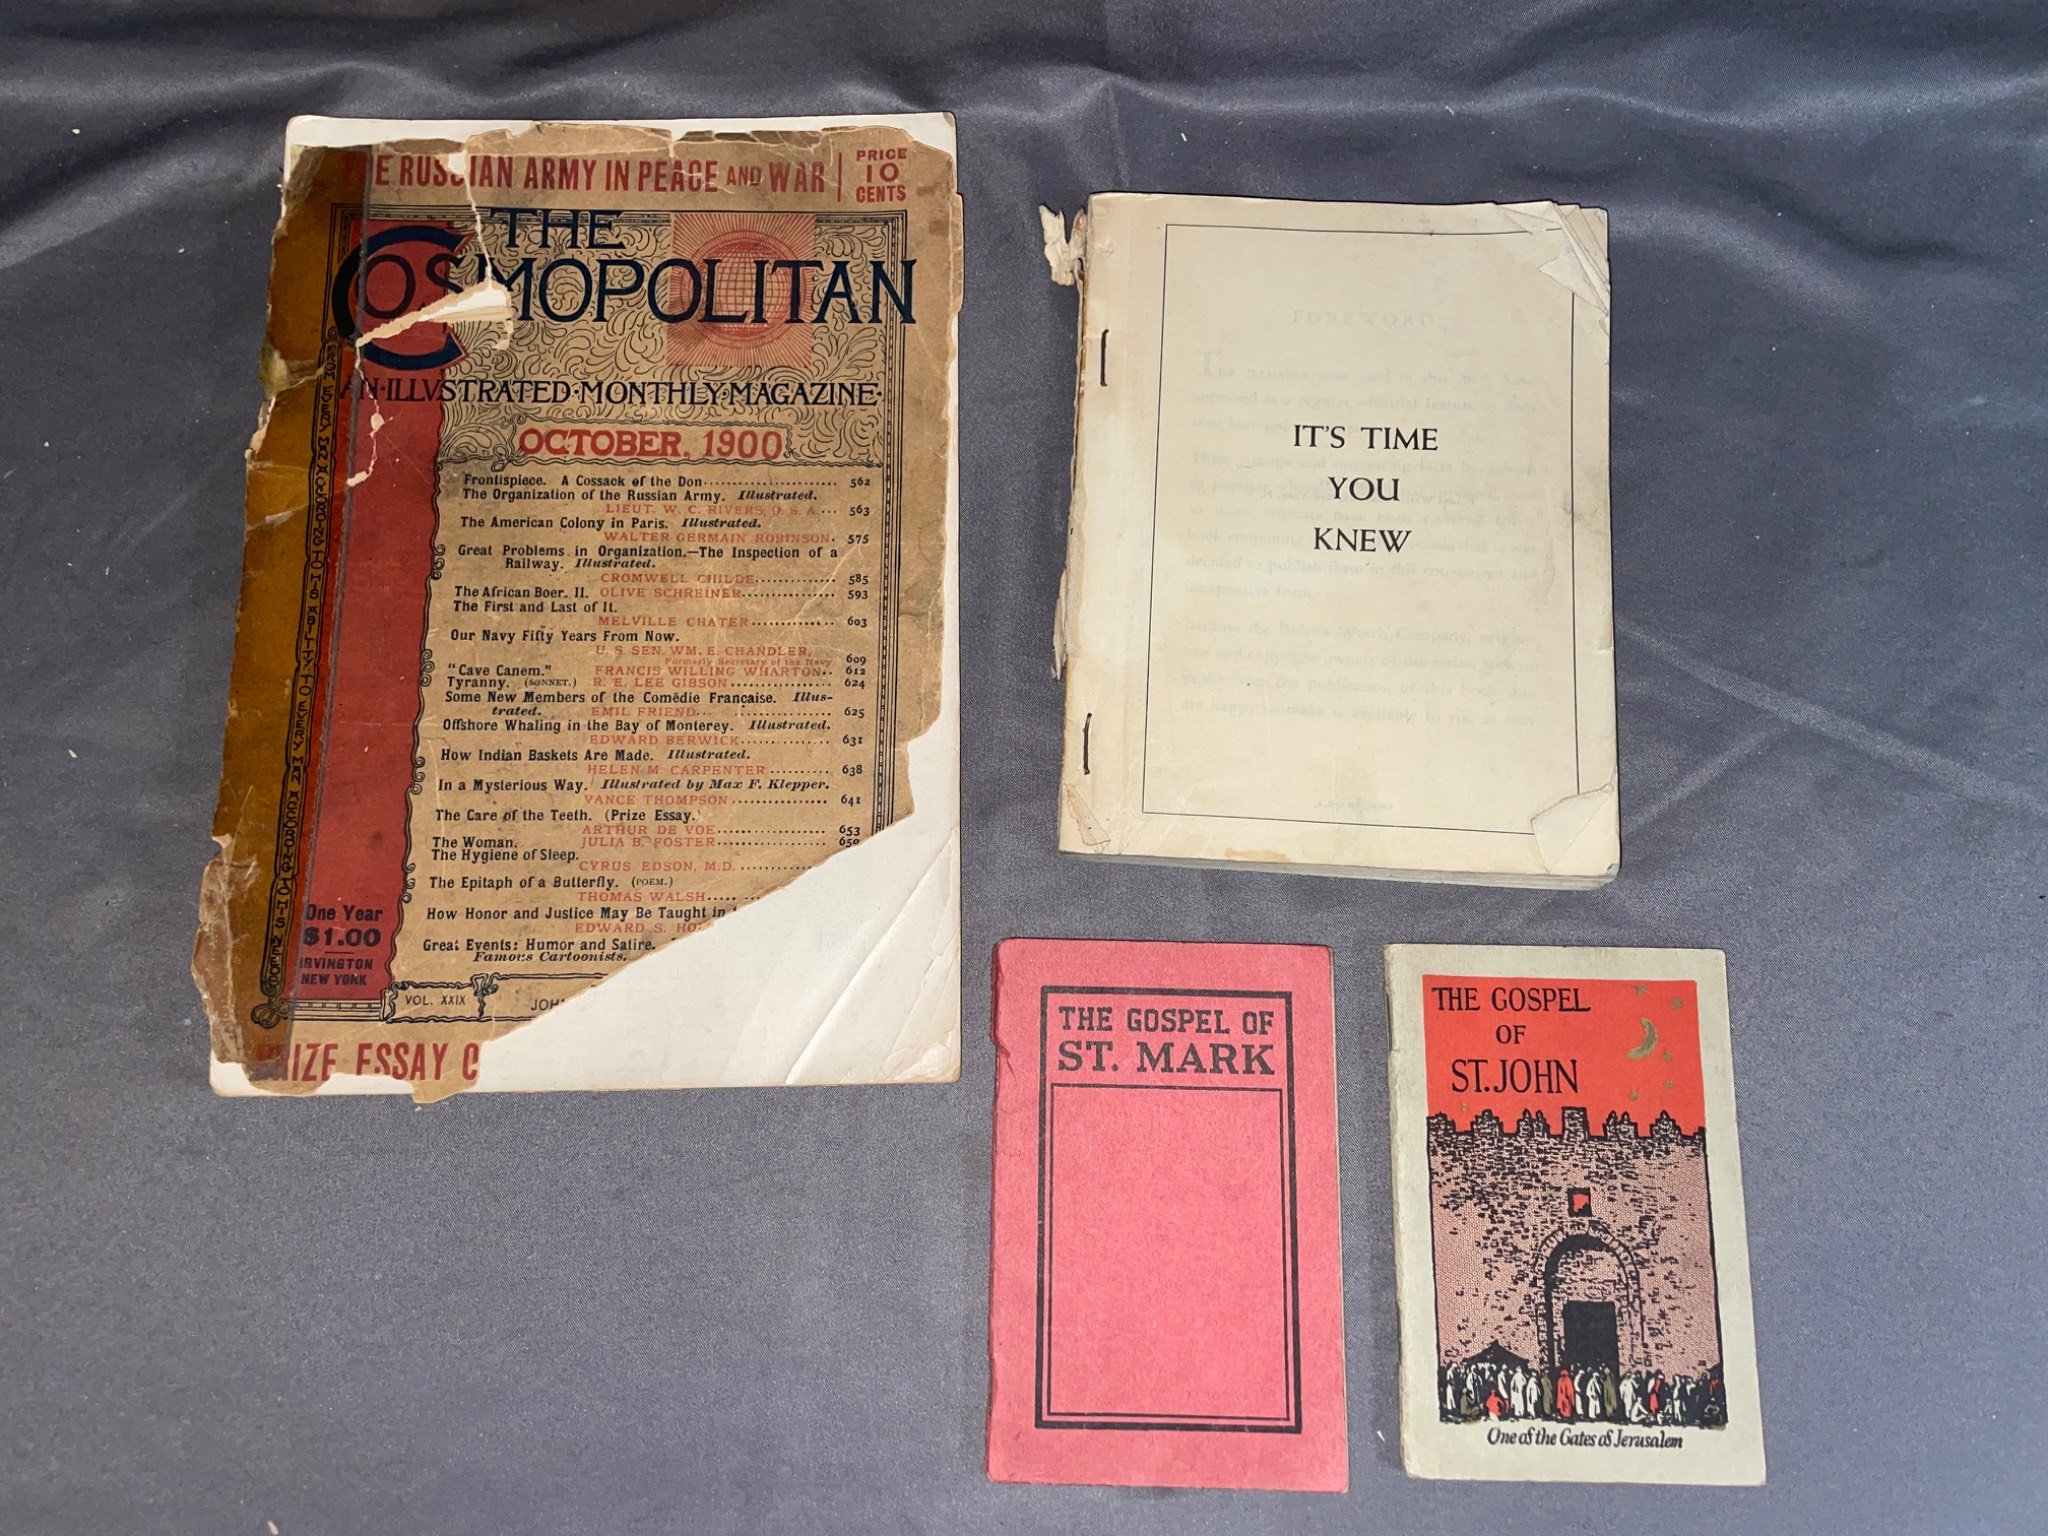 RUSSIAN ARMY IN PEACE AND WAR
PRICE
10
CENTS
THE
COSMOPOLITAN
AN·ILLVSTRATED·MONTHLY·MAGAZINE·
OCTOBER, 1900
Frontispiece. A Cossack of the Don........................ 562
The Organization of the Russian Army. Illustrated.
LIEUT. W. C. RIVERS, U. S. A.... 563
The American Colony in Paris. Illustrated.
WALTER GERMAIN ROBINSON. 575
Great Problems in Organization.—The Inspection of a
Railway. Illustrated.
CROMWELL CHILDE.............. 585
The African Boer. II. OLIVE SCHREINER................ 593
The First and Last of It.
MELVILLE CHATER.............. 603
Our Navy Fifty Years From Now.
U. S. SEN. WM. E. CHANDLER,
Formerly Secretary of the Navy 609
"Cave Canem." FRANCIS WILLING WHARTON.. 612
Tyranny. (SONNET.) R. E. LEE GIBSON................. 624
Some New Members of the Comédie Française. Illus-
trated. EMIL FRIEND..................... 625
Offshore Whaling in the Bay of Monterey. Illustrated.
EDWARD BERWICK............... 631
How Indian Baskets Are Made. Illustrated.
HELEN M. CARPENTER.......... 638
In a Mysterious Way. Illustrated by Max F. Klepper.
VANCE THOMPSON................ 641
The Care of the Teeth. (Prize Essay.)
ARTHUR DE VOE.................. 653
The Woman. JULIA B. FOSTER.................
The Hygiene of Sleep.
CYRUS EDSON, M.D. ...........
The Epitaph of a Butterfly. (POEM.)
THOMAS WALSH.....
How Honor and Justice May Be Taught in
EDWARD S.
Great Events: Humor and Satire.
Famous Cartoonists.
One Year
$1.00
IRVINGTON
NEW YORK
VOL. XXIX
PRIZE ESSAY
IT'S TIME
YOU
KNEW
FOREWORD
THE GOSPEL OF
ST. MARK
THE GOSPEL
OF
ST. JOHN
One of the Gates of Jerusalem